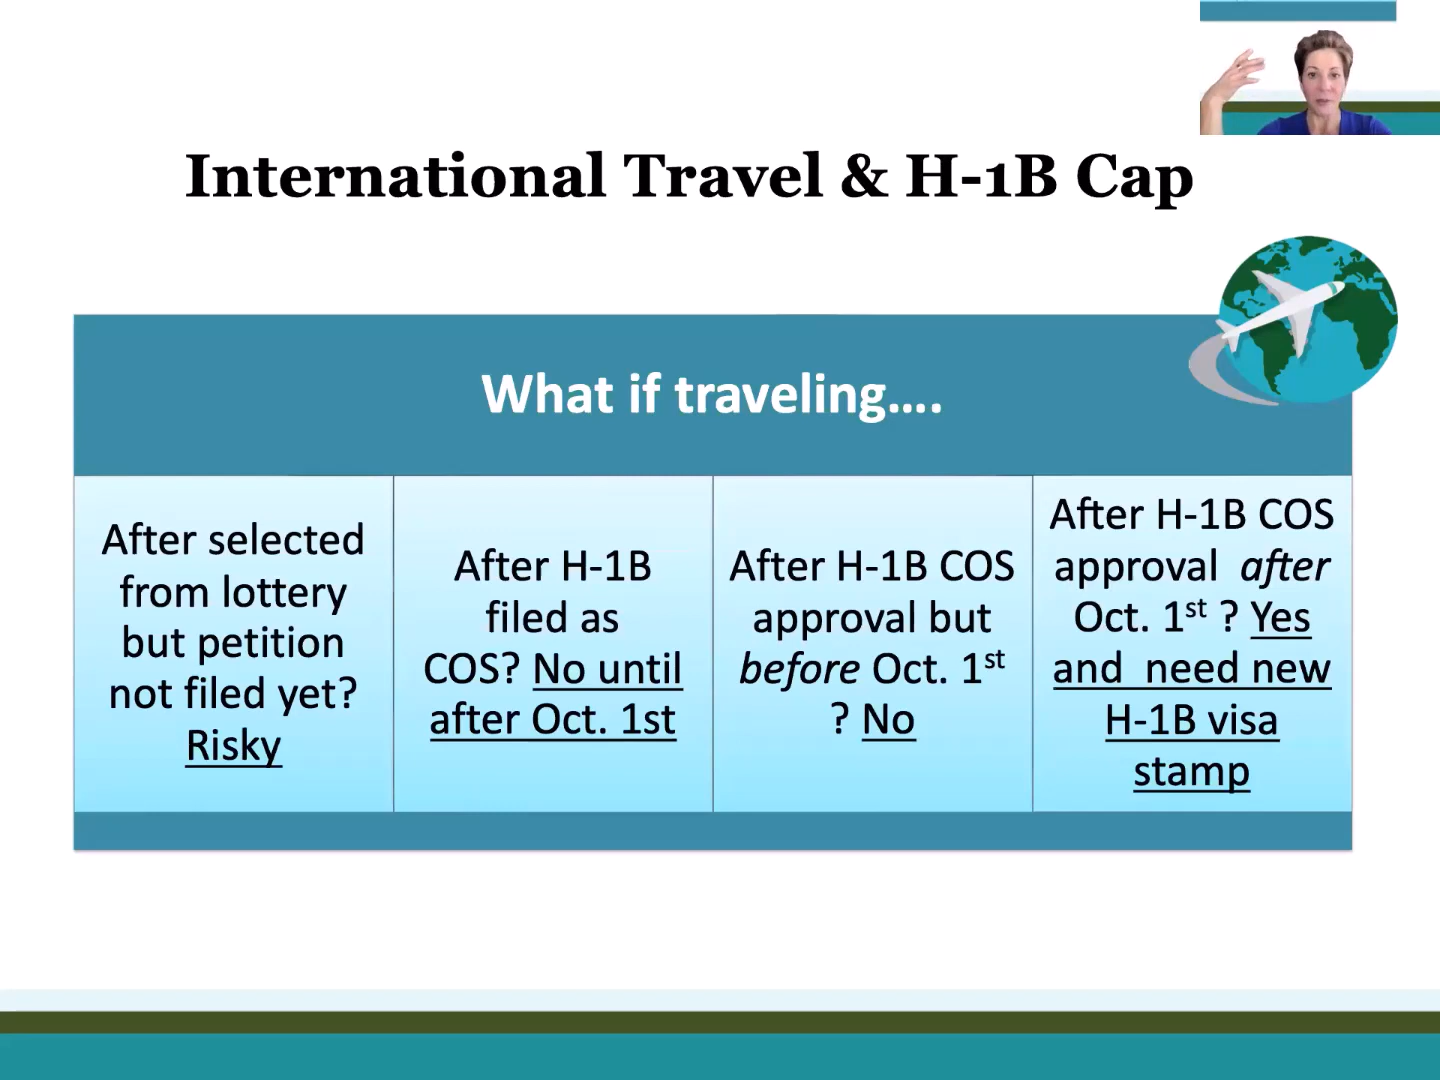 International Travel & H-1B Cap
What if traveling....
After selected
from lottery
but petition
not filed yet?
Risky
After H-1B
filed as
COS? No until
after Oct. 1st
After H-1B COS
approval but
before Oct. 1st
? No
After H-1B COS
approval after
Oct. 1st ? Yes
and need new
H-1B visa
stamp